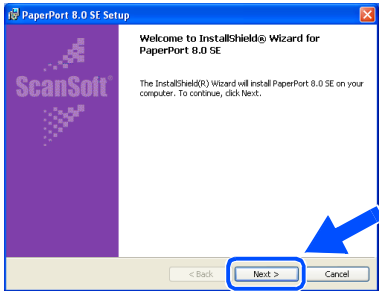 PaperPort 8.0 SE Setup
Welcome to InstallShield® Wizard for
PaperPort 8.0 SE
ScanSoft®
The InstallShield(R) Wizard will install PaperPort 8.0 SE on your
computer. To continue, click Next.
< Back Next > Cancel